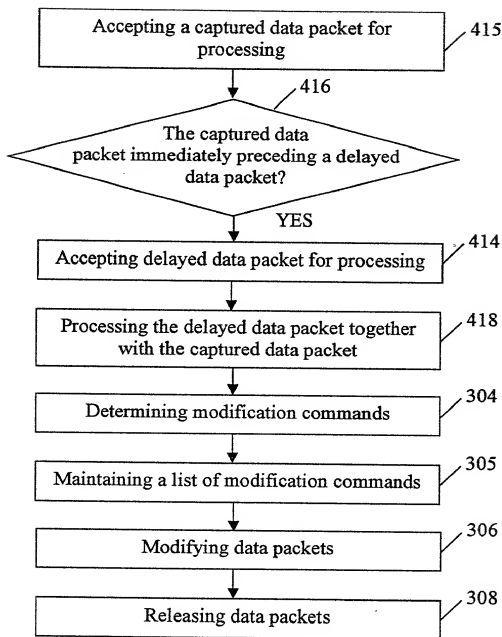 Accepting a captured data packet for
processing
415
416
The captured data
packet immediately preceding a delayed
data packet?
YES
414
Accepting delayed data packet for processing
418
Processing the delayed data packet together
with the captured data packet
304
Determining modification commands
305
Maintaining a list of modification commands
306
Modifying data packets
308
Releasing data packets